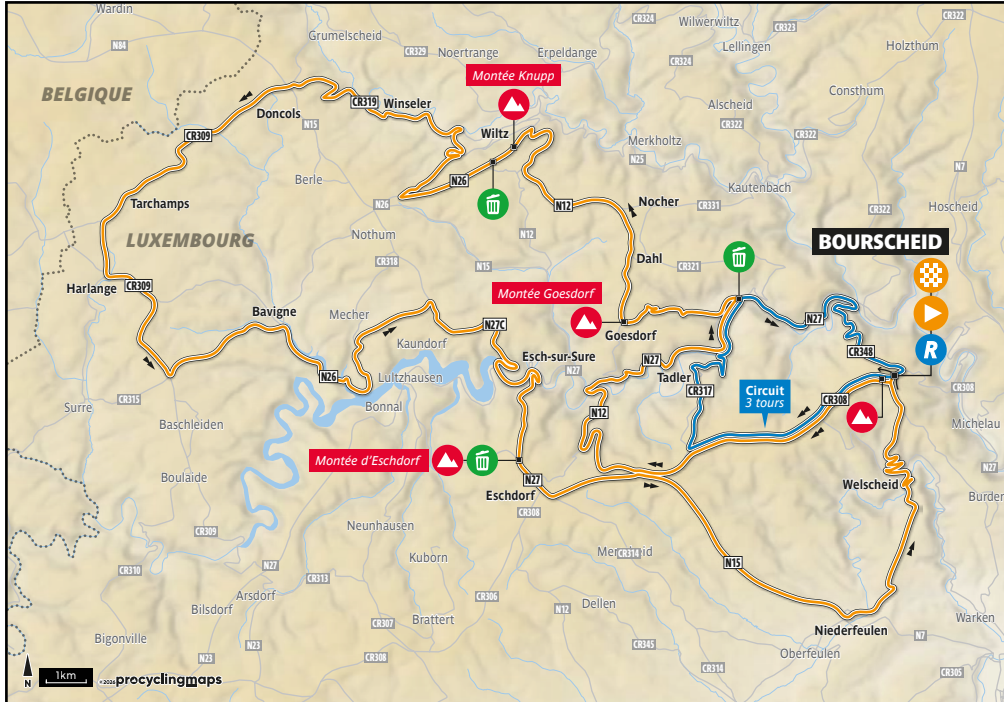 Wardin
N84
Grumelscheid
CR329
Noertrange
Erpeldange
CR324
Wilwerwiltz
CR323
CR322
Lellingen
CR324
Holzthum
Montée Knupp
BELGIQUE
Doncols
CR319
Winseler
N15
CR309
Wiltz
Alscheid
CR322
Consthum
CR322
Merkholtz
N25
N7
Berle
N26
N26
Kautenbach
Tarchamps
N12
Nocher
CR331
CR322
Hoscheid
LUXEMBOURG
Nothum
N12
BOURSCHEID
CR318
N15
Dahl
CR321
Harlange
CR309
Montée Goesdorf
Bavigne
Mecher
N27C
Goesdorf
N27
Kaundorf
R
Esch-sur-Sure
N27
CR348
N26
Lultzhausen
N27
Tadler
CR317
CR308
Surre
CR315
Bonnal
Circuit
3 tours
CR308
N12
Michelau
Baschleiden
Montée d’Eschdorf
Boulaide
N27
Eschdorf
Welscheid
Burden
CR308
Neunhausen
CR309
CR314
N15
Kuborn
N27
CR310
CR313
Arsdorf
CR306
Bilsdorf
Dellen
N12
Brattert
CR307
Niederfeulen
Warken
N7
Bigonville
N23
N23
CR308
CR345
Oberfeulen
CR314
CR305
N
1km
©2026 procyclingmaps